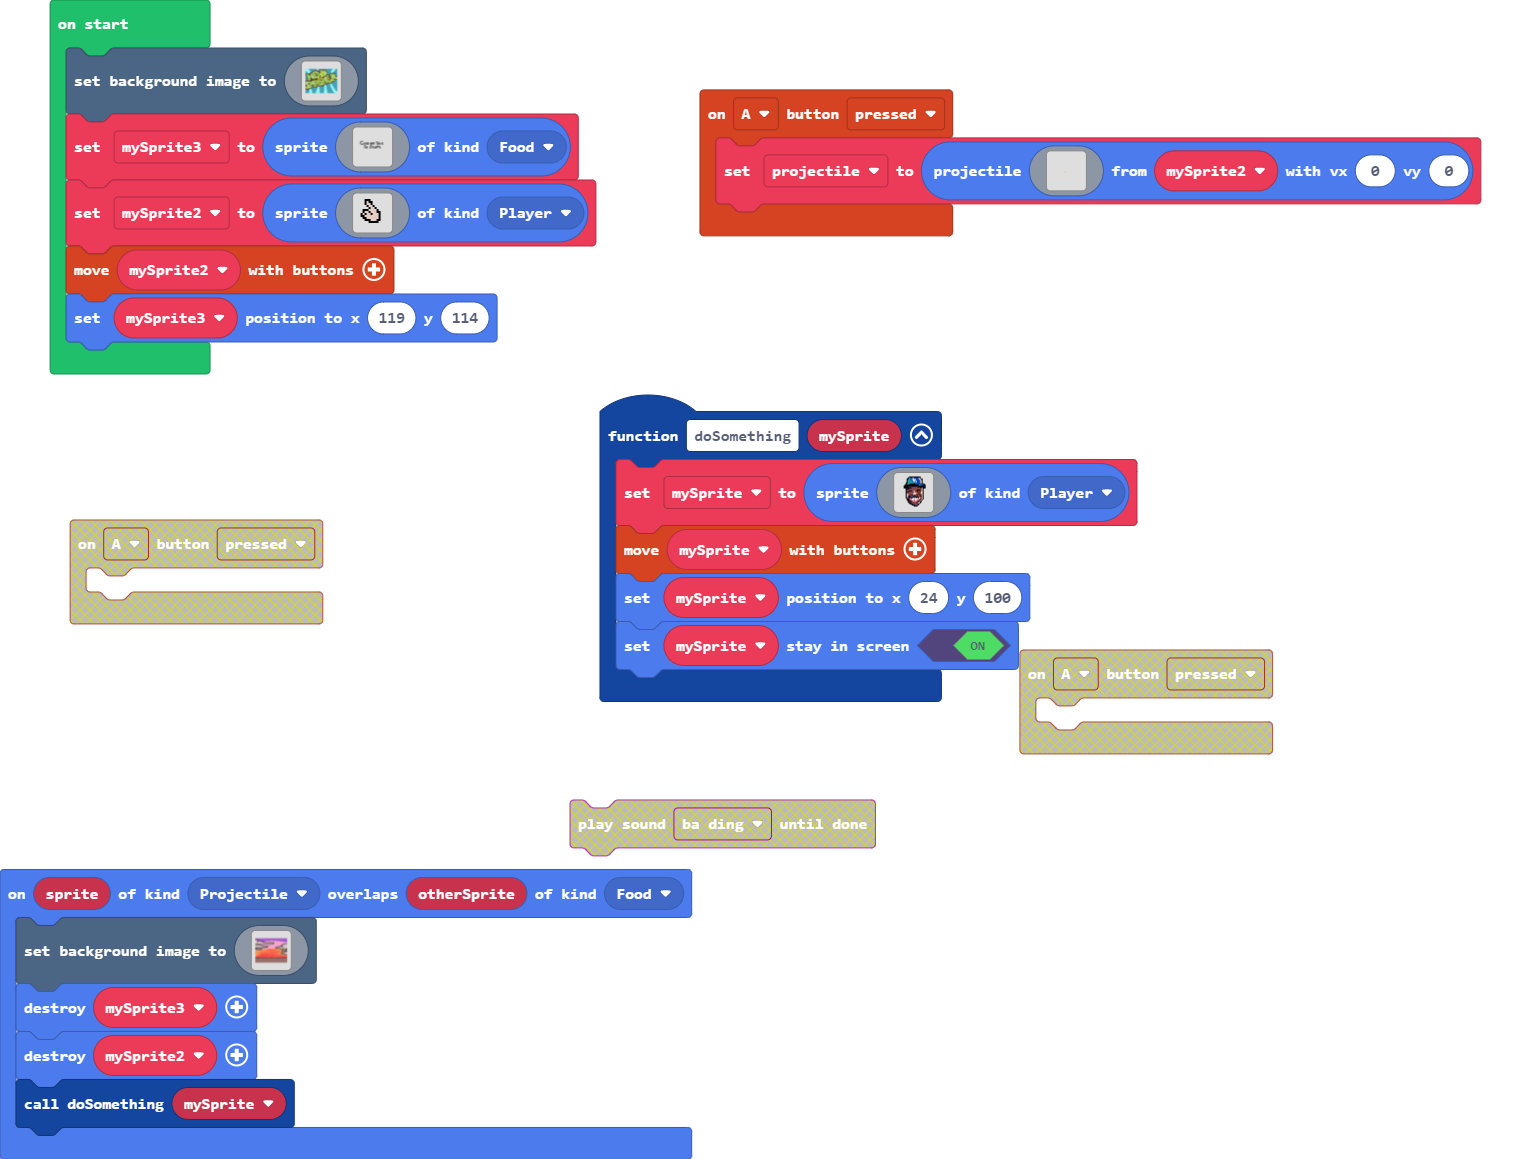 on start
set background image to
set mySprite3 to sprite of kind Food
set mySprite2 to sprite of kind Player
move mySprite2 with buttons
set mySprite3 position to x 119 y 114
on A button pressed
set projectile to projectile from mySprite2 with vx 0 vy 0
function doSomething mySprite
set mySprite to sprite of kind Player
move mySprite with buttons
set mySprite position to x 24 y 100
set mySprite stay in screen ON
on A button pressed
on A button pressed
play sound ba ding until done
on sprite of kind Projectile overlaps otherSprite of kind Food
set background image to
destroy mySprite3
destroy mySprite2
call doSomething mySprite